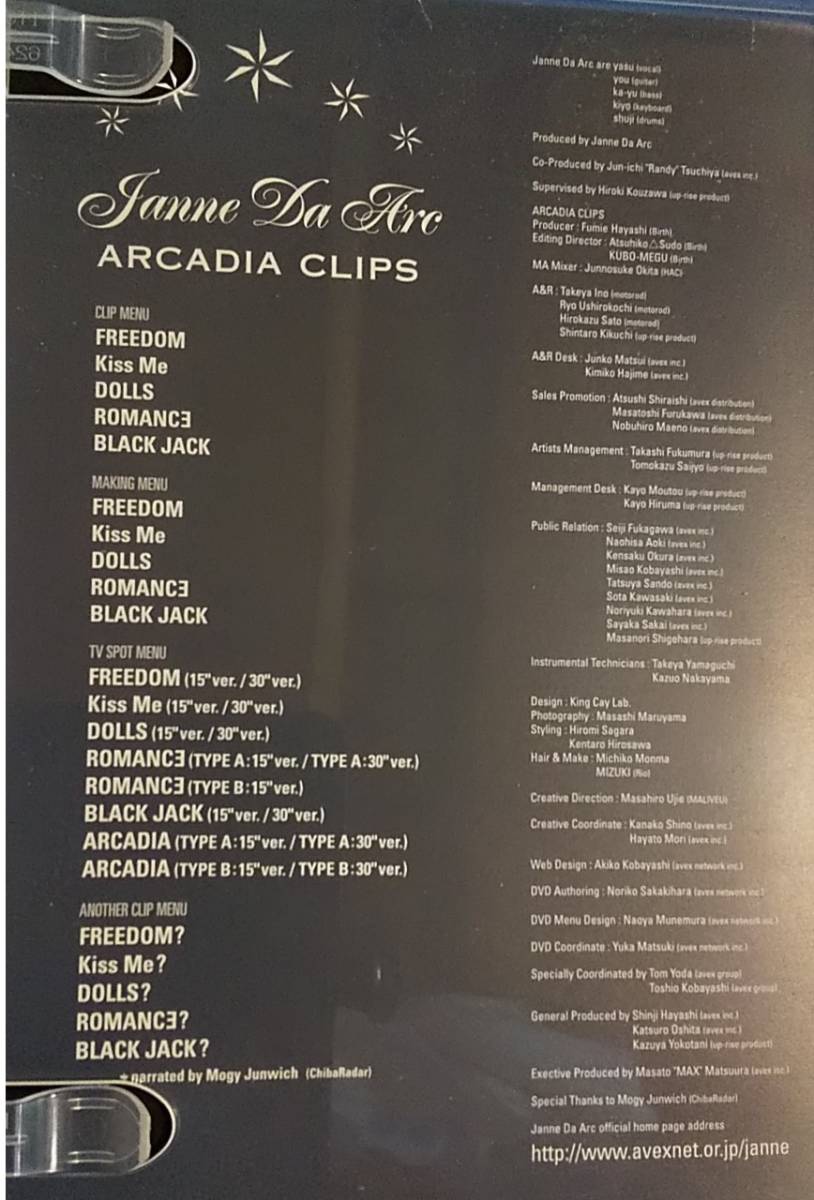 Janne Da Arc
ARCADIA CLIPS
CLIP MENU
FREEDOM
Kiss Me
DOLLS
ROMANCƎ
BLACK JACK
MAKING MENU
FREEDOM
Kiss Me
DOLLS
ROMANCƎ
BLACK JACK
TV SPOT MENU
FREEDOM (15"ver. / 30"ver.)
Kiss Me (15"ver. / 30"ver.)
DOLLS (15"ver. / 30"ver.)
ROMANCƎ (TYPE A:15"ver. / TYPE A:30"ver.)
ROMANCƎ (TYPE B:15"ver.)
BLACK JACK (15"ver. / 30"ver.)
ARCADIA (TYPE A:15"ver. / TYPE A:30"ver.)
ARCADIA (TYPE B:15"ver. / TYPE B:30"ver.)
ANOTHER CLIP MENU
FREEDOM?
Kiss Me?
DOLLS?
ROMANCƎ?
BLACK JACK?
narrated by Mogy Junwich (ChibaRadar)
Janne Da Arc are yasu (vocal)
you (guitar)
ka-yu (bass)
kiyo (keyboard)
shuji (drums)
Produced by Janne Da Arc
Co-Produced by Jun-ichi "Randy" Tsuchiya (avex inc.)
Supervised by Hiroki Kouzawa (up-rise product)
ARCADIA CLIPS
Producer : Fumie Hayashi (Birth)
Editing Director : Atsuhiko△Sudo (Birth)
KUBO-MEGU (Birth)
MA Mixer : Junnosuke Okita (HAC)
A&R : Takeya Ino (motorod)
Ryo Ushirokochi (motorod)
Hirokazu Sato (motorod)
Shintaro Kikuchi (up-rise product)
A&R Desk : Junko Matsui (avex inc.)
Kimiko Hajime (avex inc.)
Sales Promotion : Atsushi Shiraishi (avex distribution)
Masatoshi Furukawa (avex distribution)
Nobuhiro Maeno (avex distribution)
Artists Management : Takashi Fukumura (up-rise product)
Tomokazu Saijyo (up-rise product)
Management Desk : Kayo Moutou (up-rise product)
Kayo Hiruma (up-rise product)
Public Relation : Seiji Fukagawa (avex inc.)
Naohisa Aoki (avex inc.)
Kensaku Okura (avex inc.)
Misao Kobayashi (avex inc.)
Tatsuya Sando (avex inc.)
Sota Kawasaki (avex inc.)
Noriyuki Kawahara (avex inc.)
Sayaka Sakai (avex inc.)
Masanori Shigehara (up-rise product)
Instrumental Technicians : Takeya Yamaguchi
Kazuo Nakayama
Design : King Cay Lab.
Photography : Masashi Maruyama
Styling : Hiromi Sagara
Kentaro Hirosawa
Hair & Make : Michiko Monma
MIZUKI (Rio)
Creative Direction : Masahiro Ujie (MALIVEU)
Creative Coordinate : Kanako Shino (avex inc.)
Hayato Mori (avex inc.)
Web Design : Akiko Kobayashi (avex network inc.)
DVD Authoring : Noriko Sakakihara (avex network inc.)
DVD Menu Design : Naoya Munemura (avex network inc.)
DVD Coordinate : Yuka Matsuki (avex network inc.)
Specially Coordinated by Tom Yoda (avex group)
Toshio Kobayashi (avex group)
General Produced by Shinji Hayashi (avex inc.)
Katsuro Oshita (avex inc.)
Kazuya Yokotani (up-rise product)
Exective Produced by Masato "MAX" Matsuura (avex inc.)
Special Thanks to Mogy Junwich (ChibaRadar)
Janne Da Arc official home page address
http://www.avexnet.or.jp/janne